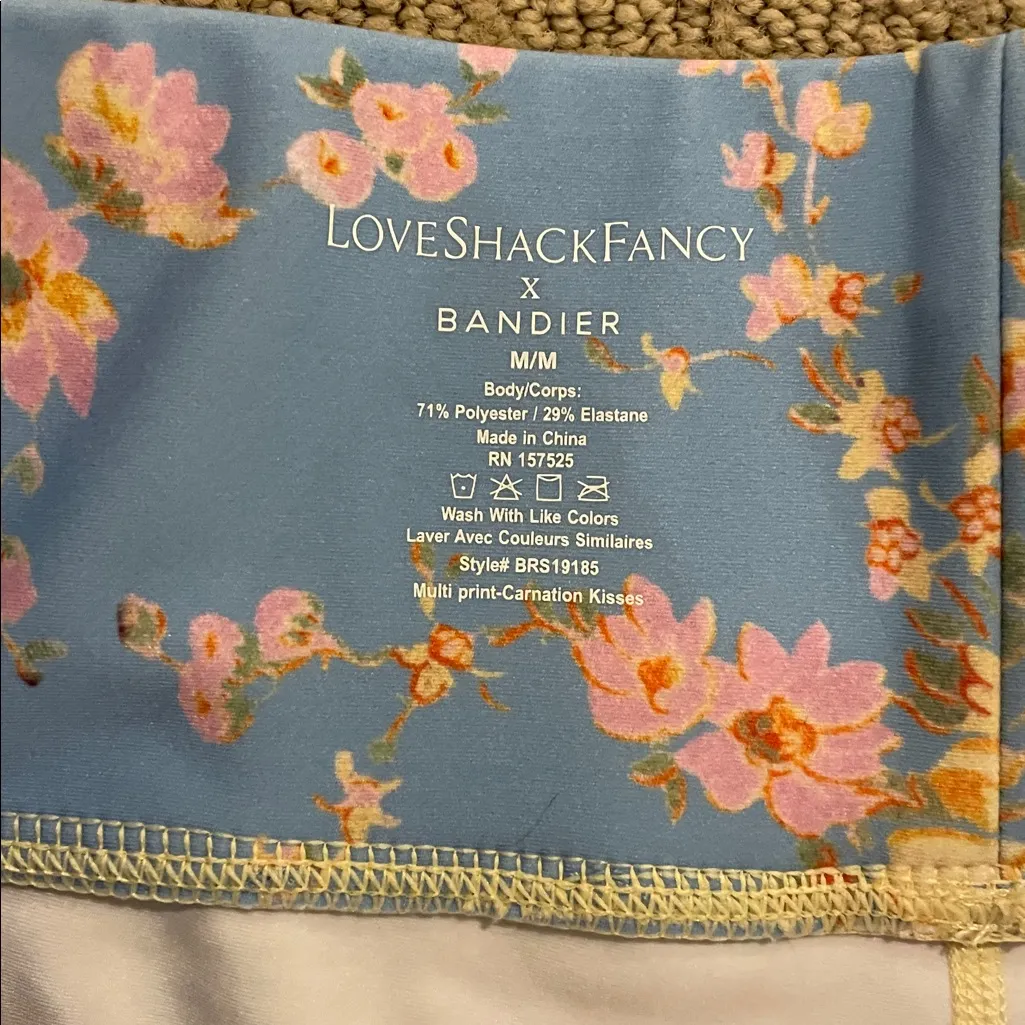 LOVESHACKFANCY
X
BANDIER
M/M
Body/Corps:
71% Polyester / 29% Elastane
Made in China
RN 157525
Wash With Like Colors
Laver Avec Couleurs Similaires
Style# BRS19185
Multi print-Carnation Kisses